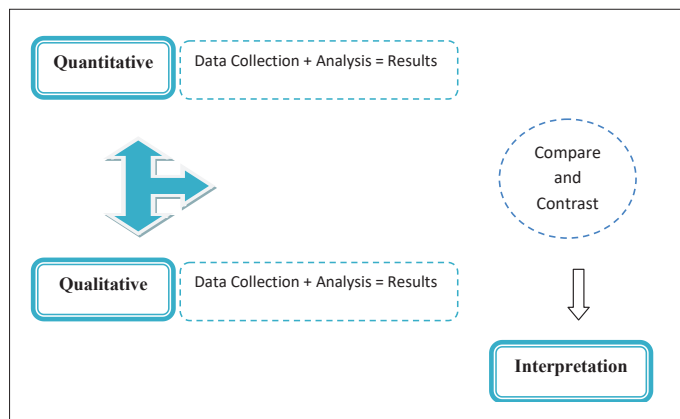 Quantitative
Data Collection + Analysis = Results
Compare
and
Contrast
Qualitative
Data Collection + Analysis = Results
Interpretation